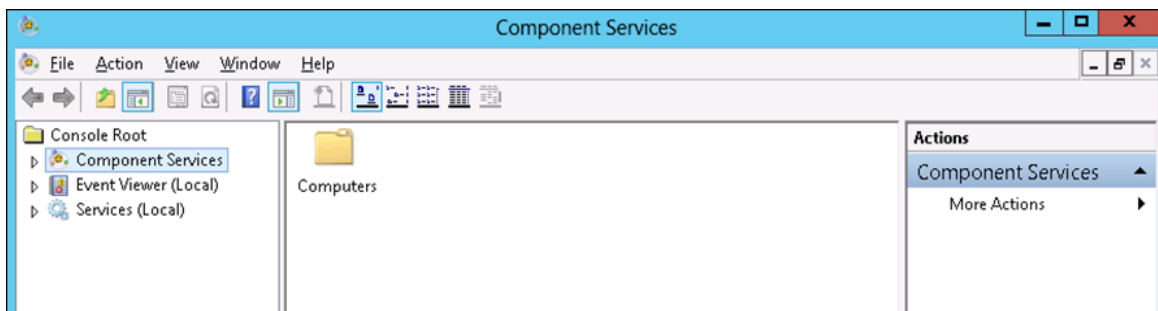 Component Services
File Action View Window Help
Console Root
Component Services
Event Viewer (Local)
Services (Local)
Computers
Actions
Component Services
More Actions